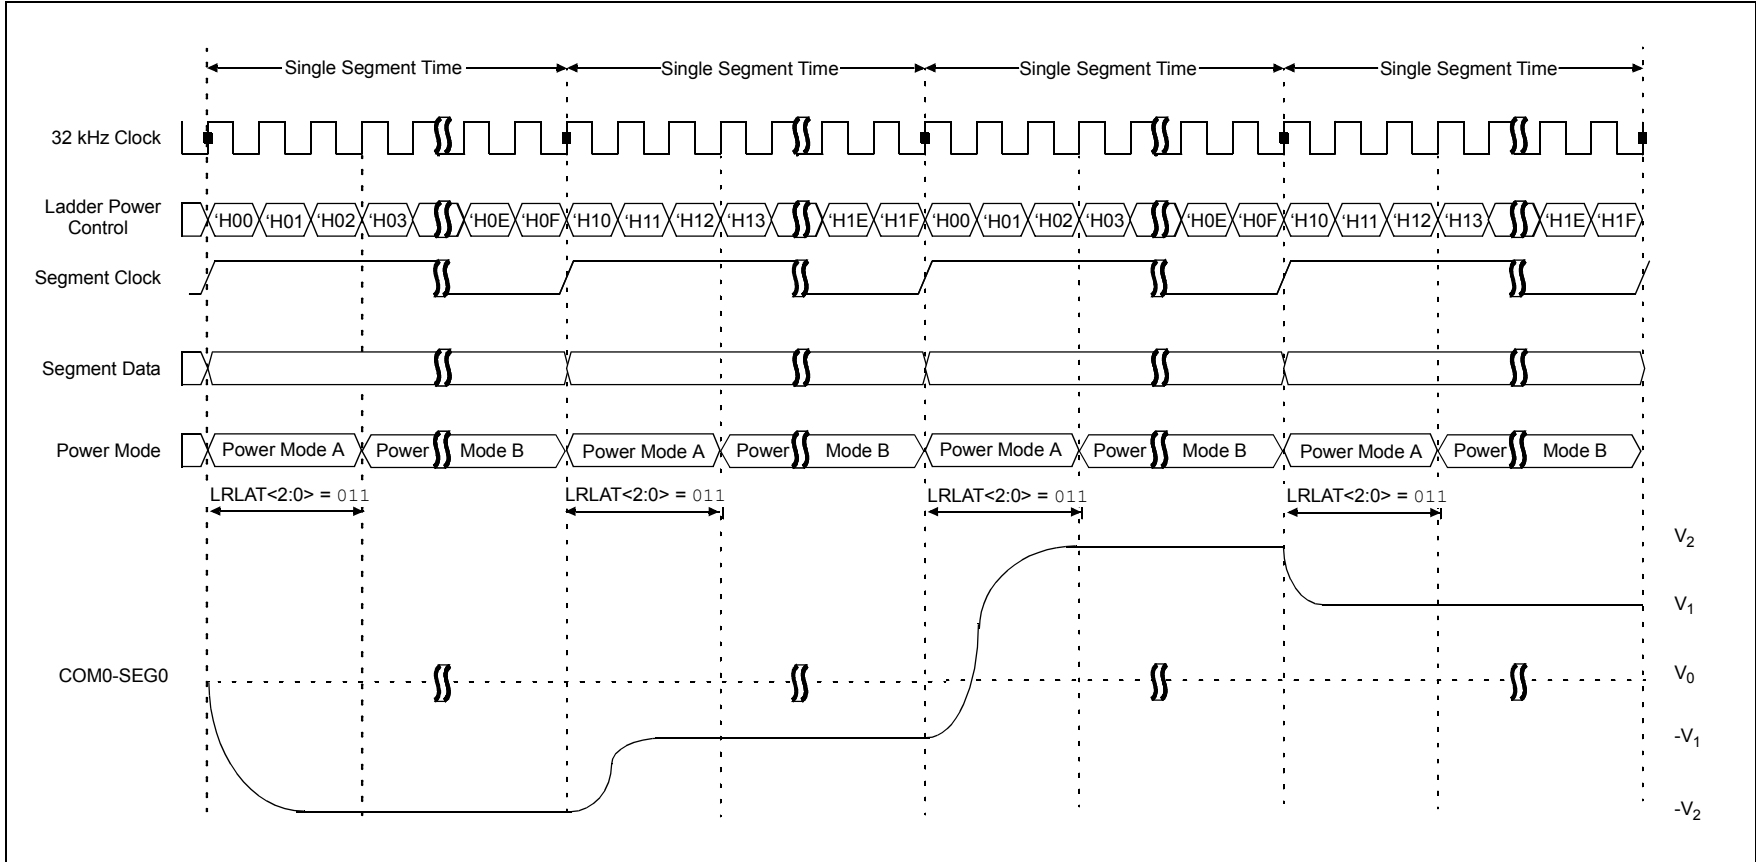 Single Segment Time Single Segment Time Single Segment Time Single Segment Time
32 kHz Clock
Ladder Power
Control
‘H00 ‘H01 ‘H02 ‘H03 ‘H0E ‘H0F ‘H10 ‘H11 ‘H12 ‘H13 ‘H1E ‘H1F ‘H00 ‘H01 ‘H02 ‘H03 ‘H0E ‘H0F ‘H10 ‘H11 ‘H12 ‘H13 ‘H1E ‘H1F
Segment Clock
Segment Data
Power Mode Power Mode A Power Mode B Power Mode A Power Mode B Power Mode A Power Mode B Power Mode A Power Mode B
LRLAT<2:0> = 011 LRLAT<2:0> = 011 LRLAT<2:0> = 011 LRLAT<2:0> = 011
V2
V1
COM0-SEG0 V0
-V1
-V2